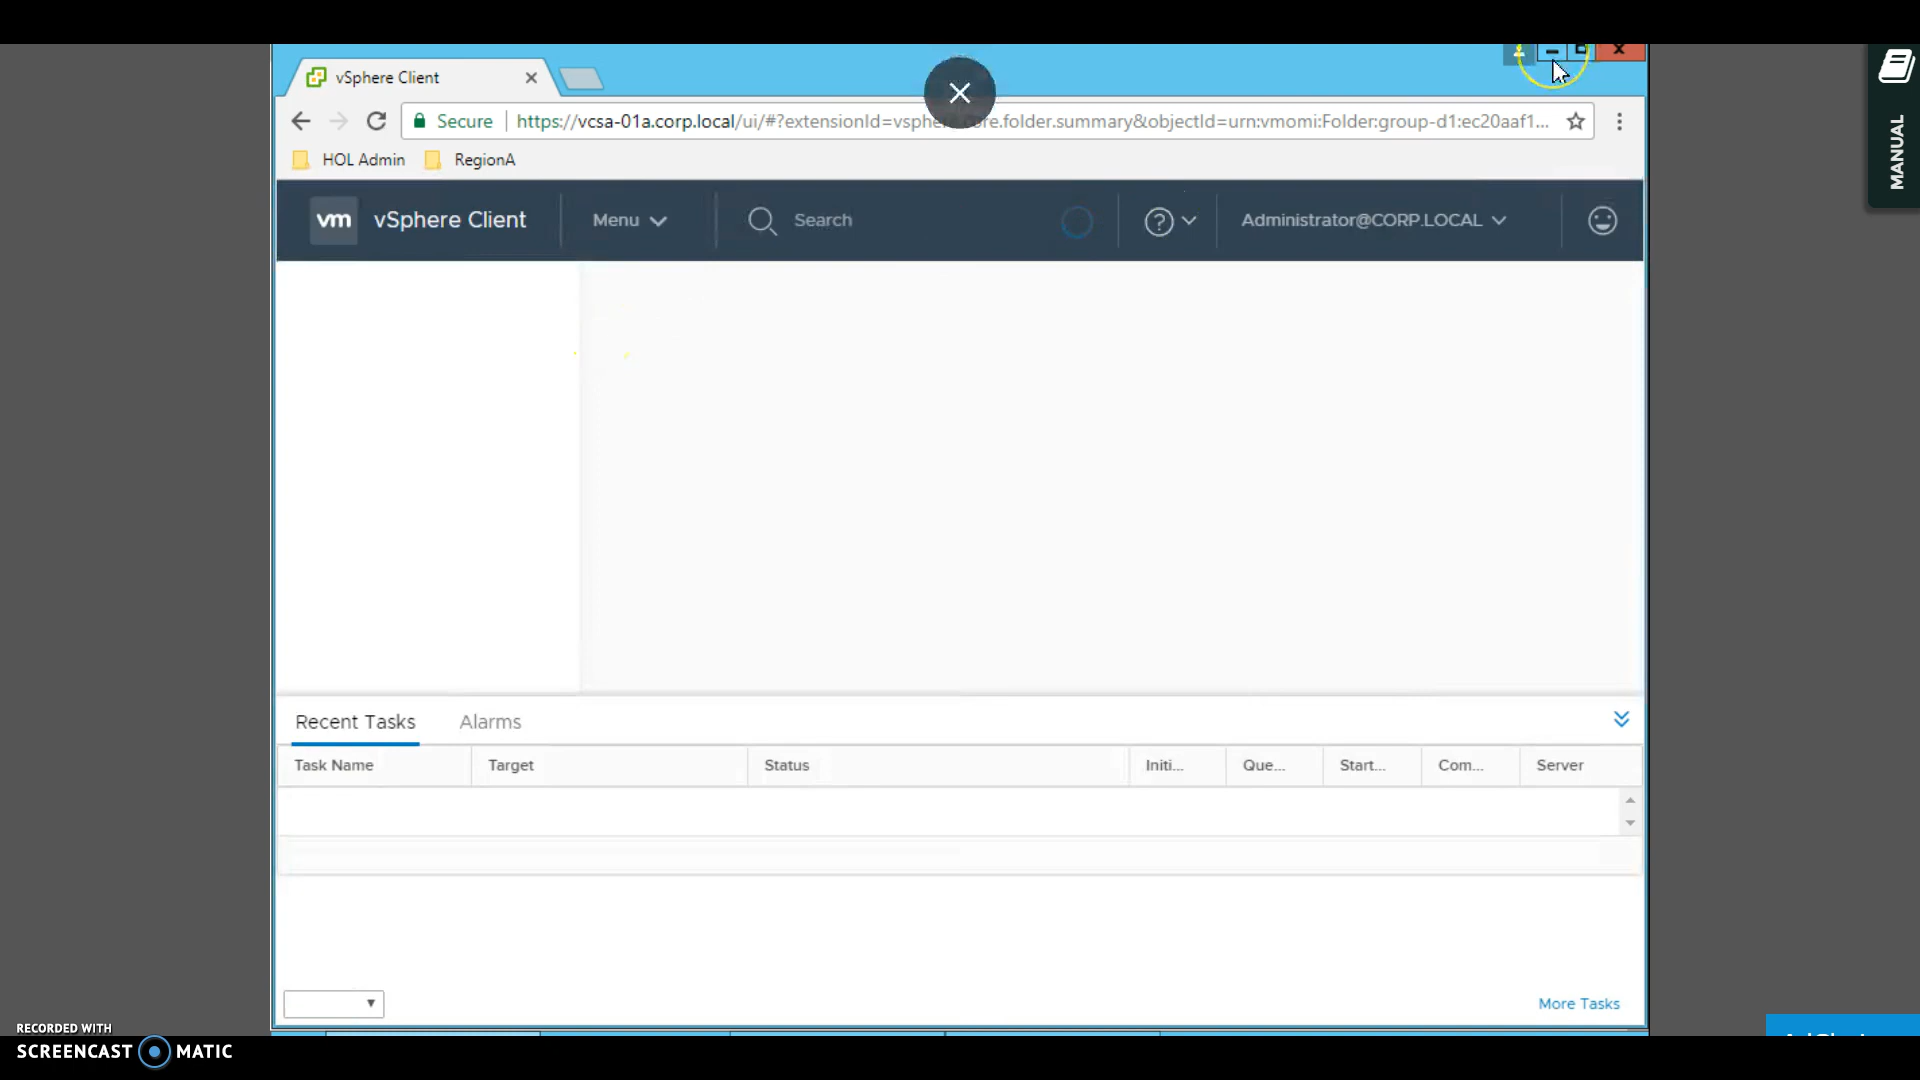 vSphere Client
Secure
https://vcsa-01a.corp.local/ui/#?extensionId=vsphere.core.folder.summary&objectId=urn:vmomi:Folder:group-d1:ec20aaf1...
HOL Admin
RegionA
vm
vSphere Client
Menu
Search
?
Administrator@CORP.LOCAL
MANUAL
Recent Tasks
Alarms
Task Name
Target
Status
Initi...
Que...
Start...
Com...
Server
More Tasks
RECORDED WITH
SCREENCAST MATIC